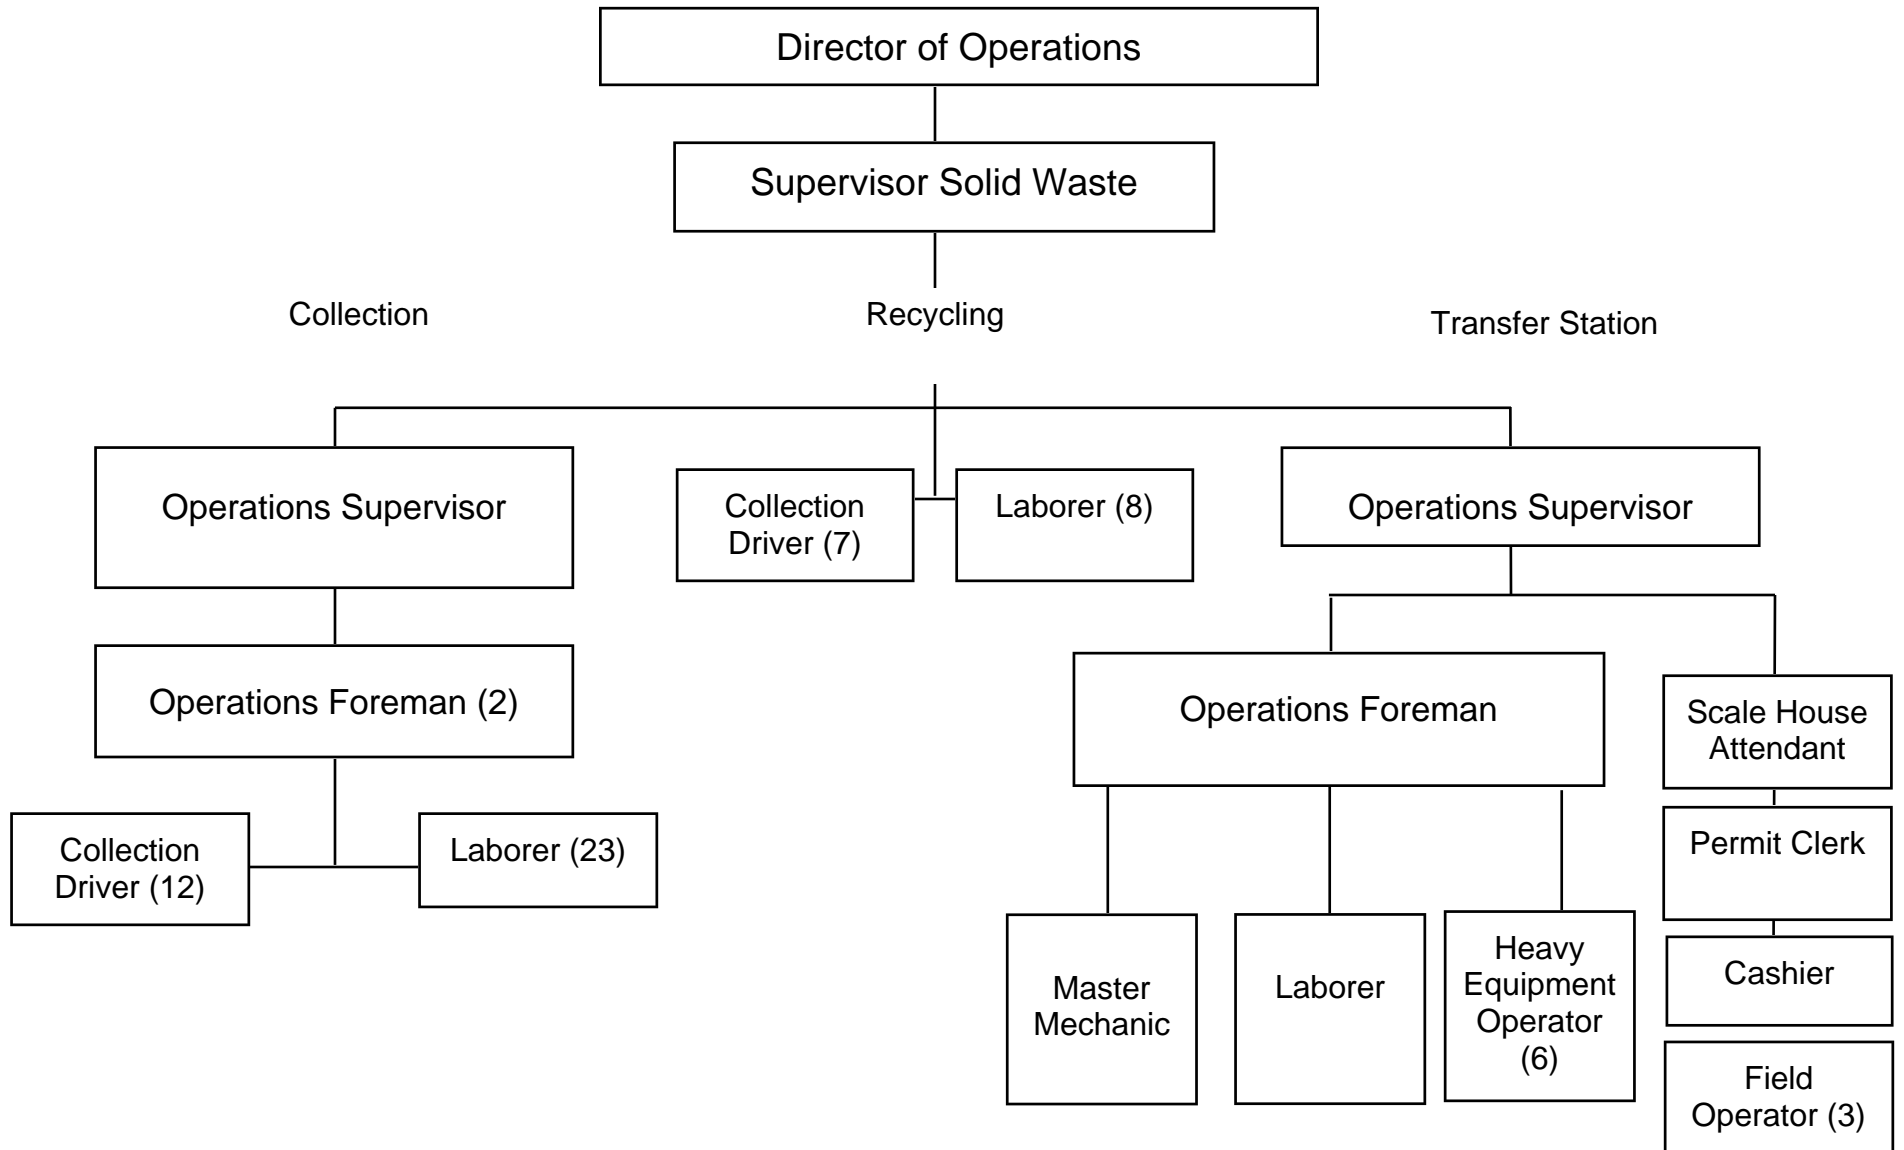 Director of Operations
Supervisor Solid Waste
Collection
Recycling
Transfer Station
Operations Supervisor
Collection
Driver (7)
Laborer (8)
Operations Supervisor
Operations Foreman (2)
Operations Foreman
Scale House
Attendant
Collection
Driver (12)
Laborer (23)
Permit Clerk
Master
Mechanic
Laborer
Heavy
Equipment
Operator
(6)
Cashier
Field
Operator (3)